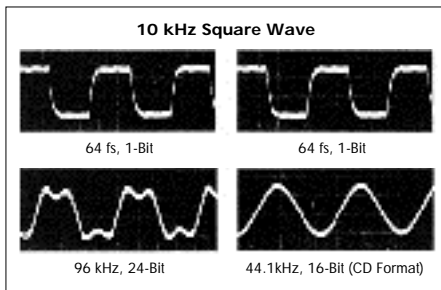 10 kHz Square Wave
64 fs, 1-Bit
64 fs, 1-Bit
96 kHz, 24-Bit
44.1kHz, 16-Bit (CD Format)